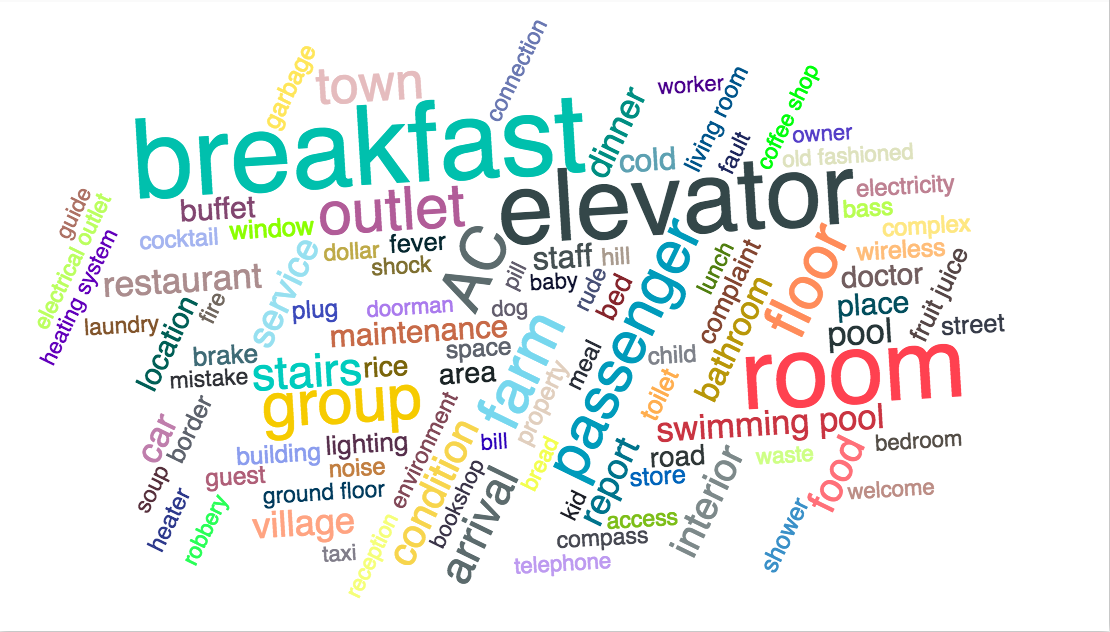 connection
garbage
town
worker
living room
coffee shop
breakfast
dinner
cold
fault
owner
old fashioned
elevator
electricity
guide
electrical outlet
heating system
buffet
outlet
bass
cocktail
window
complex
dollar
fever
AC
staff
hill
wireless
service
shock
pill
baby
rude
bed
passenger
lunch
complaint
floor
doctor
fruit juice
restaurant
fire
location
laundry
plug
doorman
dog
bathroom
place
street
maintenance
farm
pool
brake
space
meal
child
room
mistake
stairs
rice
area
property
toilet
group
swimming pool
car
border
building
lighting
environment
condition
bill
bread
report
road
interior
waste
food
bedroom
soup
guest
noise
bookshop
store
heater
robbery
ground floor
arrival
kid
welcome
village
reception
access
shower
taxi
compass
telephone